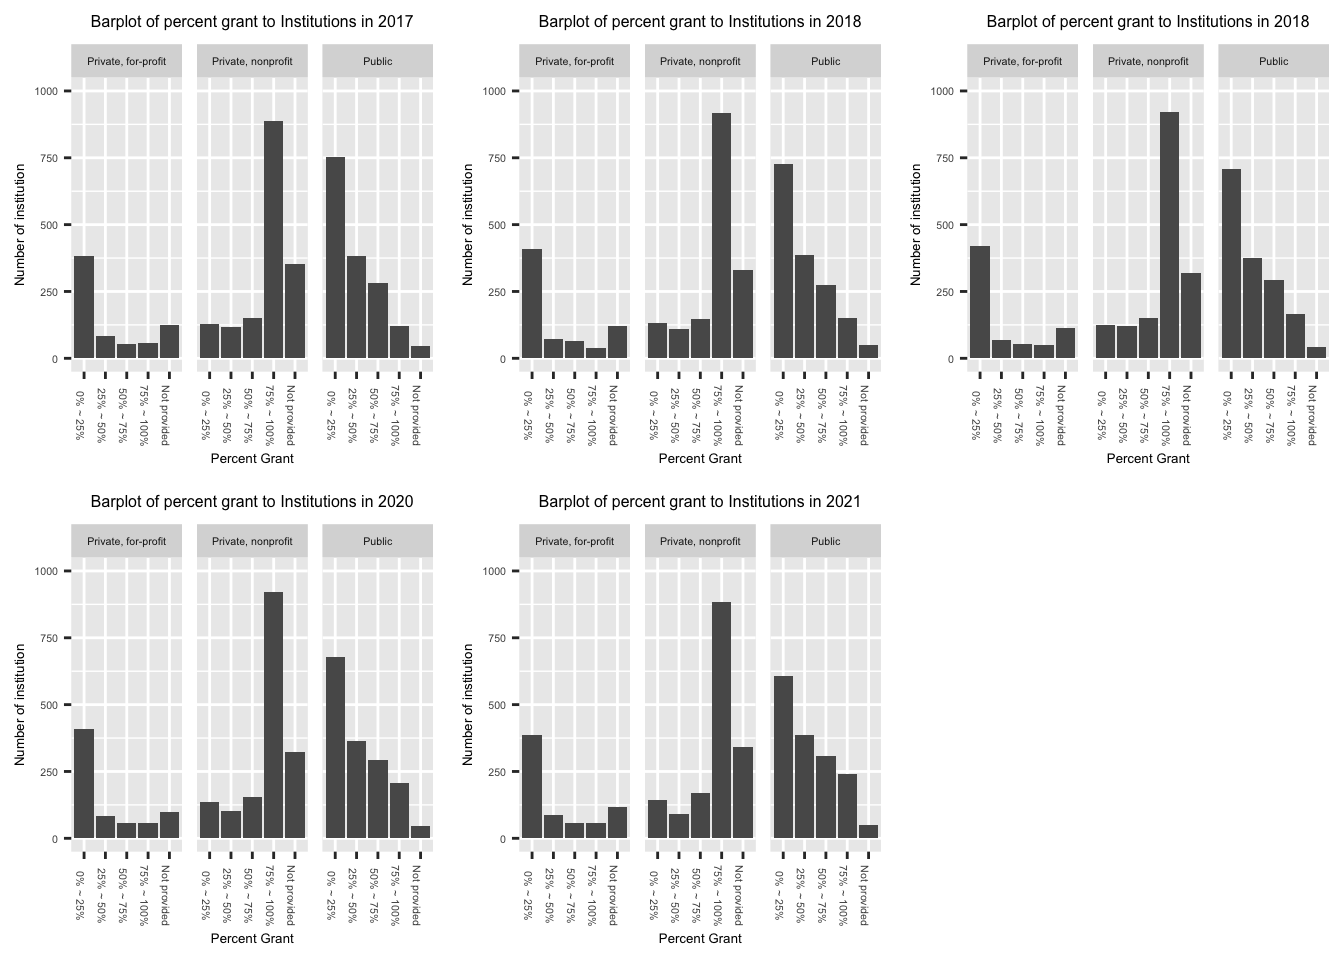 Barplot of percent grant to Institutions in 2017
Private, for-profit
Private, nonprofit
Public
1000
750
500
250
0
Number of institution
0% ~ 25%
25% ~ 50%
50% ~ 75%
75% ~ 100%
Not provided
0% ~ 25%
25% ~ 50%
50% ~ 75%
75% ~ 100%
Not provided
0% ~ 25%
25% ~ 50%
50% ~ 75%
75% ~ 100%
Not provided
Percent Grant
Barplot of percent grant to Institutions in 2018
Private, for-profit
Private, nonprofit
Public
1000
750
500
250
0
Number of institution
0% ~ 25%
25% ~ 50%
50% ~ 75%
75% ~ 100%
Not provided
0% ~ 25%
25% ~ 50%
50% ~ 75%
75% ~ 100%
Not provided
0% ~ 25%
25% ~ 50%
50% ~ 75%
75% ~ 100%
Not provided
Percent Grant
Barplot of percent grant to Institutions in 2018
Private, for-profit
Private, nonprofit
Public
1000
750
500
250
0
Number of institution
0% ~ 25%
25% ~ 50%
50% ~ 75%
75% ~ 100%
Not provided
0% ~ 25%
25% ~ 50%
50% ~ 75%
75% ~ 100%
Not provided
0% ~ 25%
25% ~ 50%
50% ~ 75%
75% ~ 100%
Not provided
Percent Grant
Barplot of percent grant to Institutions in 2020
Private, for-profit
Private, nonprofit
Public
1000
750
500
250
0
Number of institution
0% ~ 25%
25% ~ 50%
50% ~ 75%
75% ~ 100%
Not provided
0% ~ 25%
25% ~ 50%
50% ~ 75%
75% ~ 100%
Not provided
0% ~ 25%
25% ~ 50%
50% ~ 75%
75% ~ 100%
Not provided
Percent Grant
Barplot of percent grant to Institutions in 2021
Private, for-profit
Private, nonprofit
Public
1000
750
500
250
0
Number of institution
0% ~ 25%
25% ~ 50%
50% ~ 75%
75% ~ 100%
Not provided
0% ~ 25%
25% ~ 50%
50% ~ 75%
75% ~ 100%
Not provided
0% ~ 25%
25% ~ 50%
50% ~ 75%
75% ~ 100%
Not provided
Percent Grant